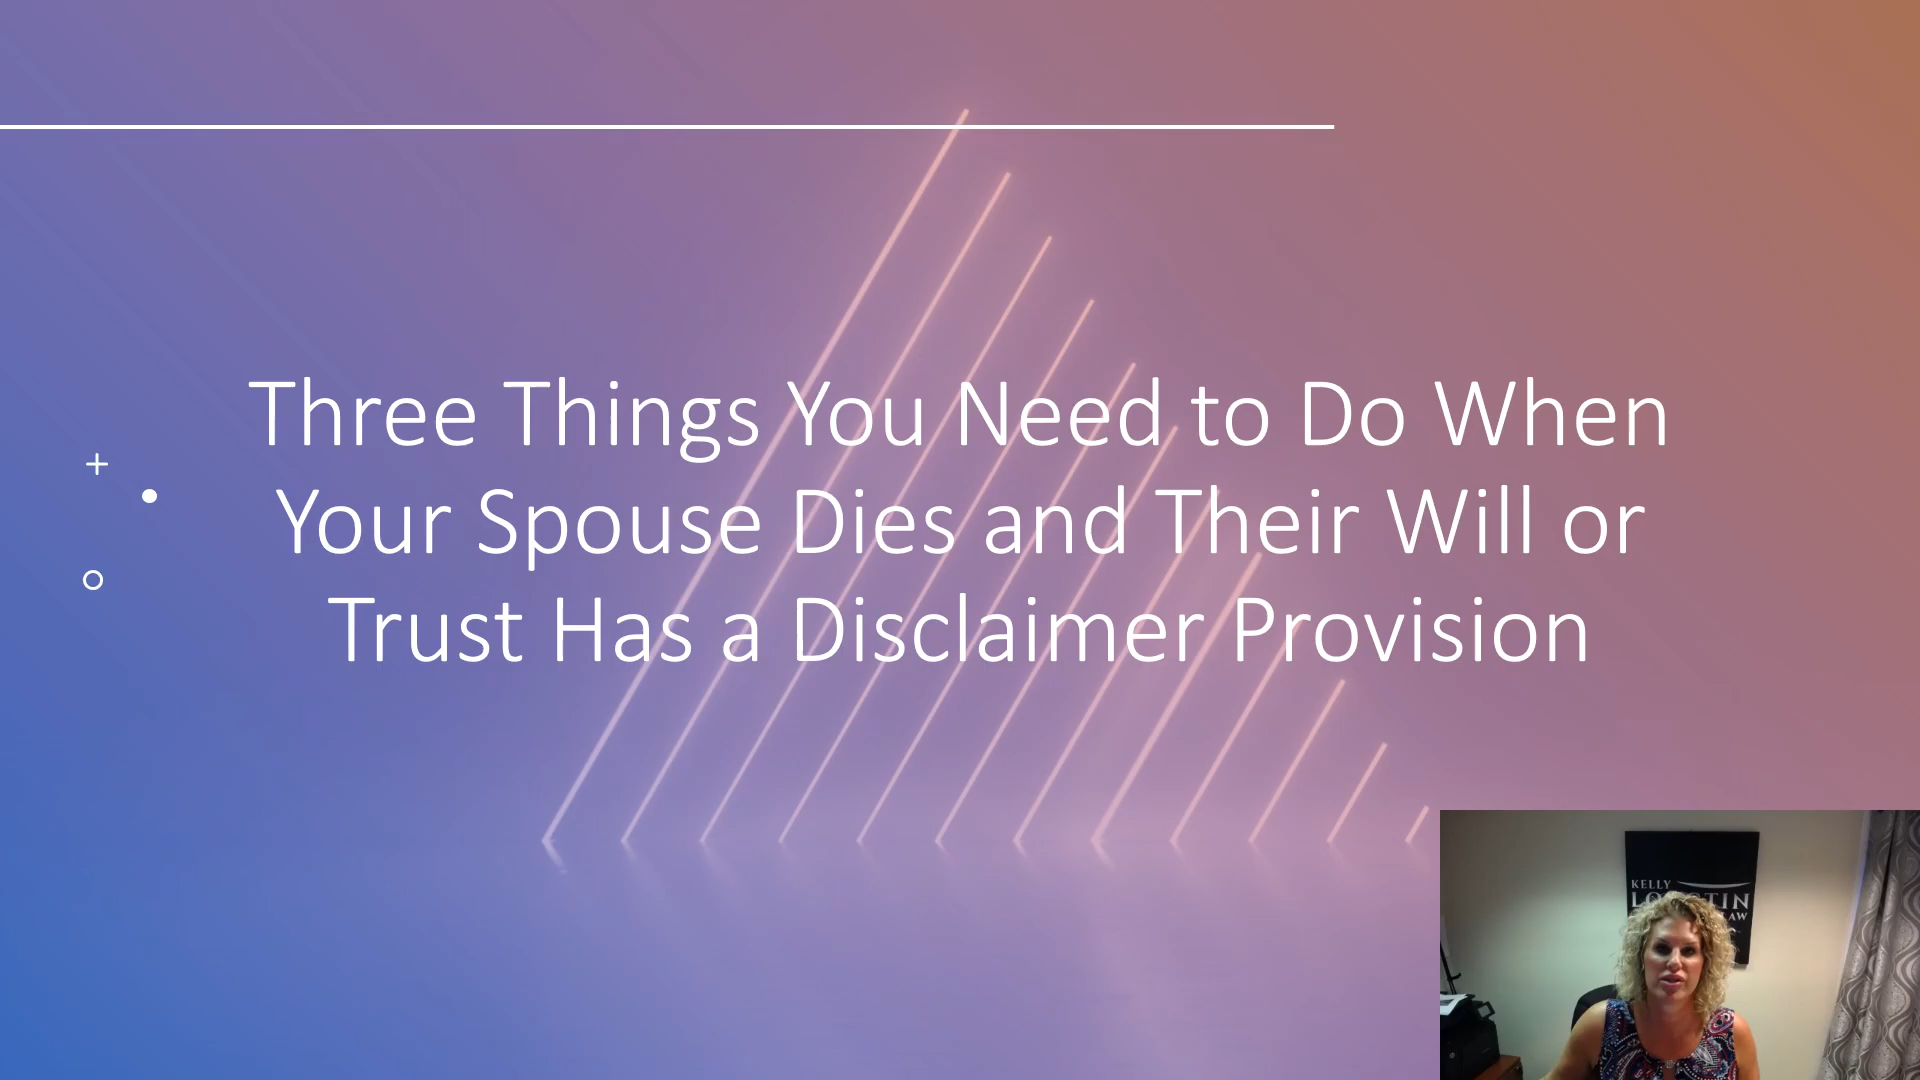 Three Things You Need to Do When
Your Spouse Dies and Their Will or
Trust Has a Disclaimer Provision
KELLY
LAW